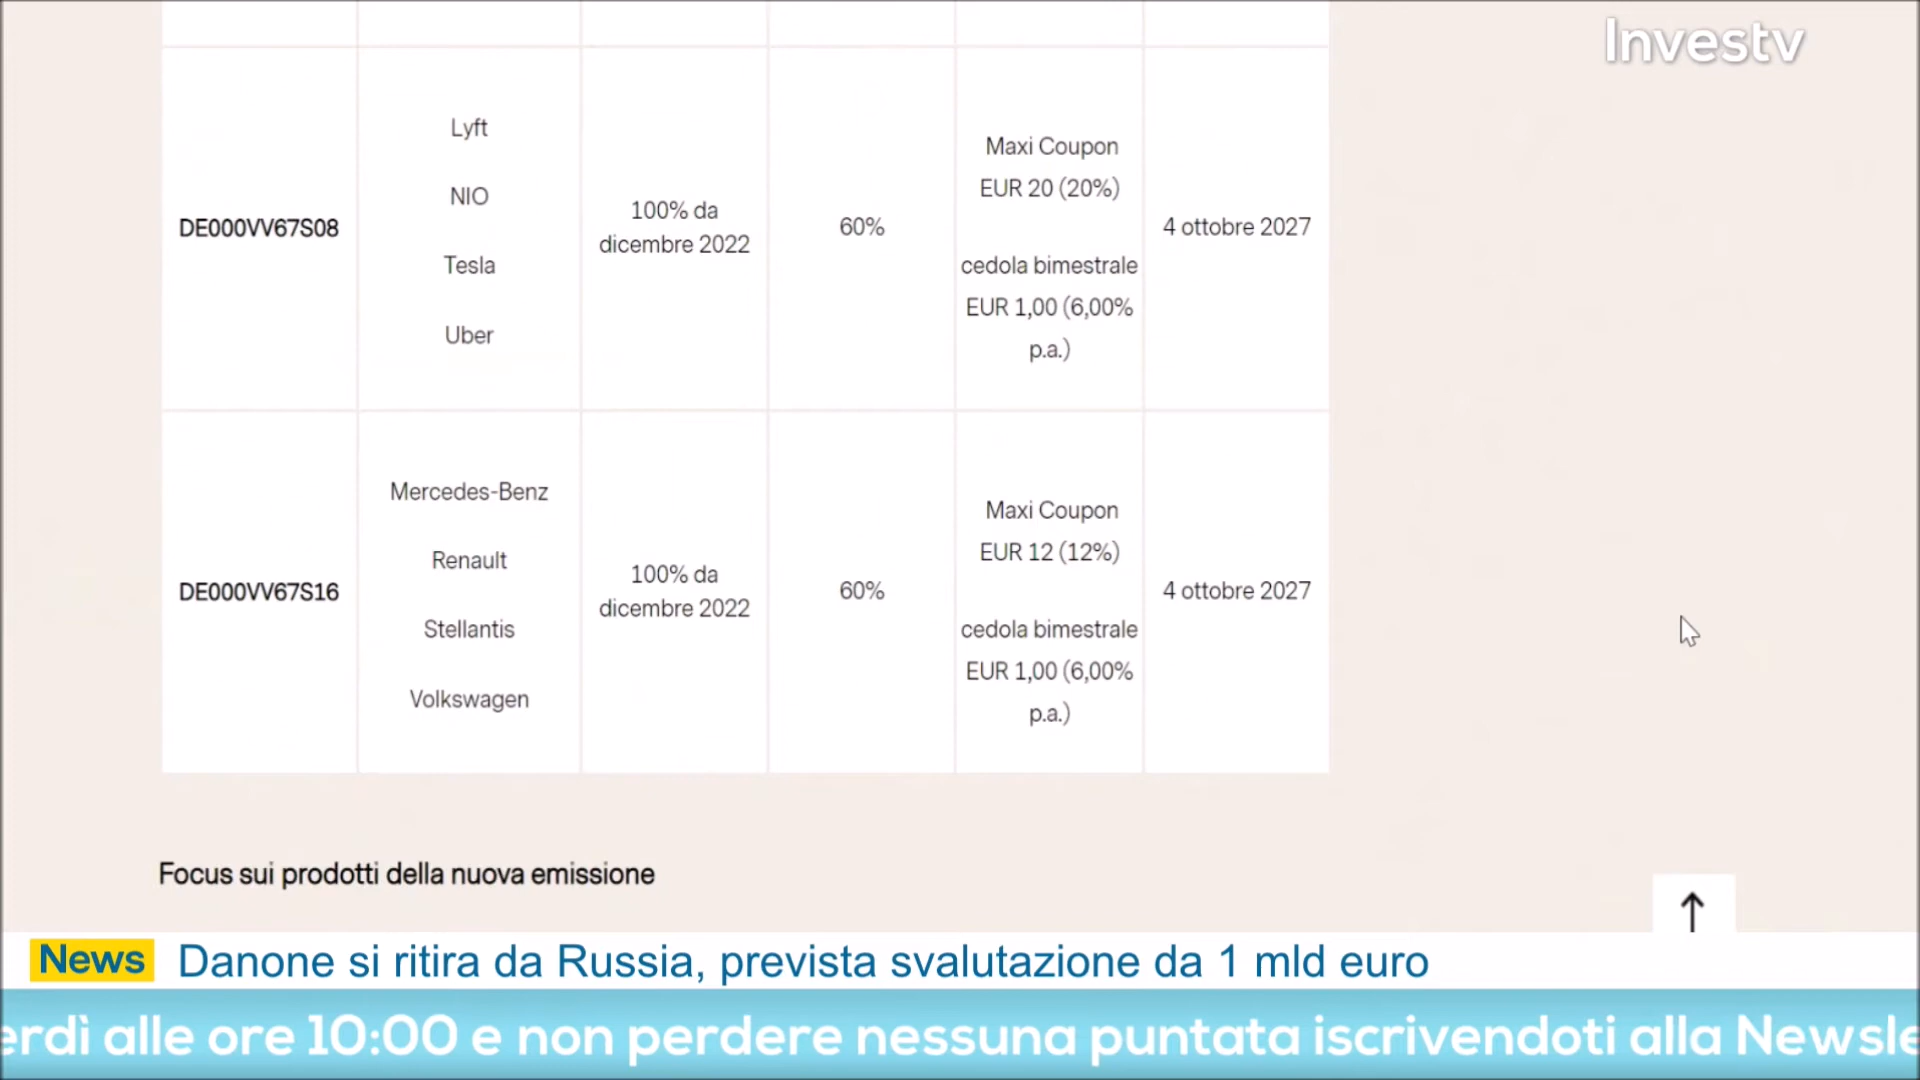 Investv
DE000VV67S08
Lyft
NIO
Tesla
Uber
100% da
dicembre 2022
60%
Maxi Coupon
EUR 20 (20%)
cedola bimestrale
EUR 1,00 (6,00%
p.a.)
4 ottobre 2027
DE000VV67S16
Mercedes-Benz
Renault
Stellantis
Volkswagen
100% da
dicembre 2022
60%
Maxi Coupon
EUR 12 (12%)
cedola bimestrale
EUR 1,00 (6,00%
p.a.)
4 ottobre 2027
Focus sui prodotti della nuova emissione
News Danone si ritira da Russia, prevista svalutazione da 1 mld euro
erdì alle ore 10:00 e non perdere nessuna puntata iscrivendoti alla Newsle